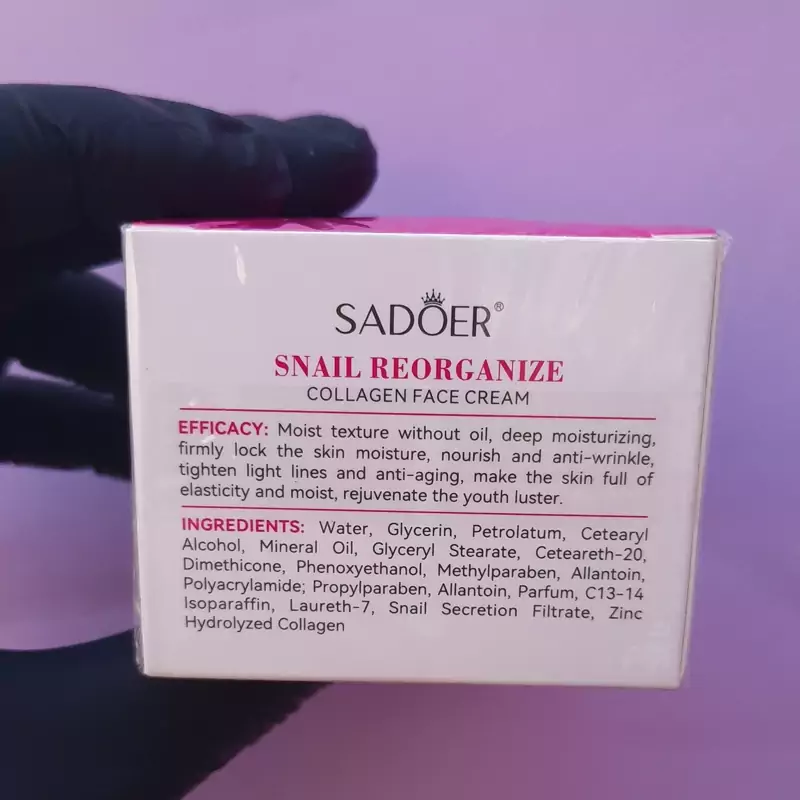 SADOER®
SNAIL REORGANIZE
COLLAGEN FACE CREAM
EFFICACY: Moist texture without oil, deep moisturizing,
firmly lock the skin moisture, nourish and anti-wrinkle,
tighten light lines and anti-aging, make the skin full of
elasticity and moist, rejuvenate the youth luster.
INGREDIENTS: Water, Glycerin, Petrolatum, Cetearyl
Alcohol, Mineral Oil, Glyceryl Stearate, Ceteareth-20,
Dimethicone, Phenoxyethanol, Methylparaben, Allantoin,
Polyacrylamide; Propylparaben, Allantoin, Parfum, C13-14
Isoparaffin, Laureth-7, Snail Secretion Filtrate, Zinc
Hydrolyzed Collagen